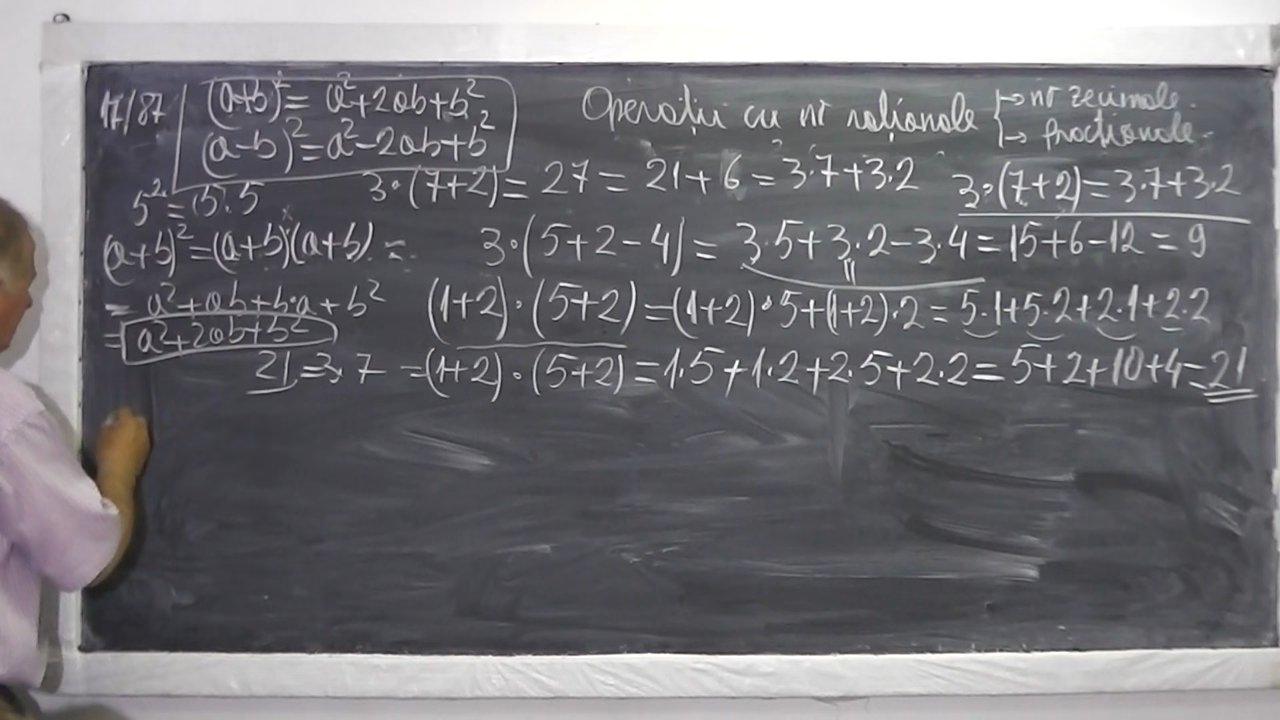 17/87
(a+b)² = a²+2ab+b²
(a-b)² = a²-2ab+b²
Operații cu nr raționale
→ nr zecimale.
→ fracționale.
5² = 5.5
3·(7+2) = 27 = 21+6 = 3.7+3.2
3·(7+2) = 3.7+3.2
(a+b)² = (a+b)(a+b) =
3·(5+2-4) = 3.5+3.2-3.4 = 15+6-12 = 9
= a²+ab+b·a+b²
(1+2)·(5+2) = (1+2)·5+(1+2)·2 = 5.1+5.2+2.1+2.2
= a²+2ab+b²
21 = 3.7 = (1+2)·(5+2) = 1.5+1.2+2.5+2.2 = 5+2+10+4 = 21